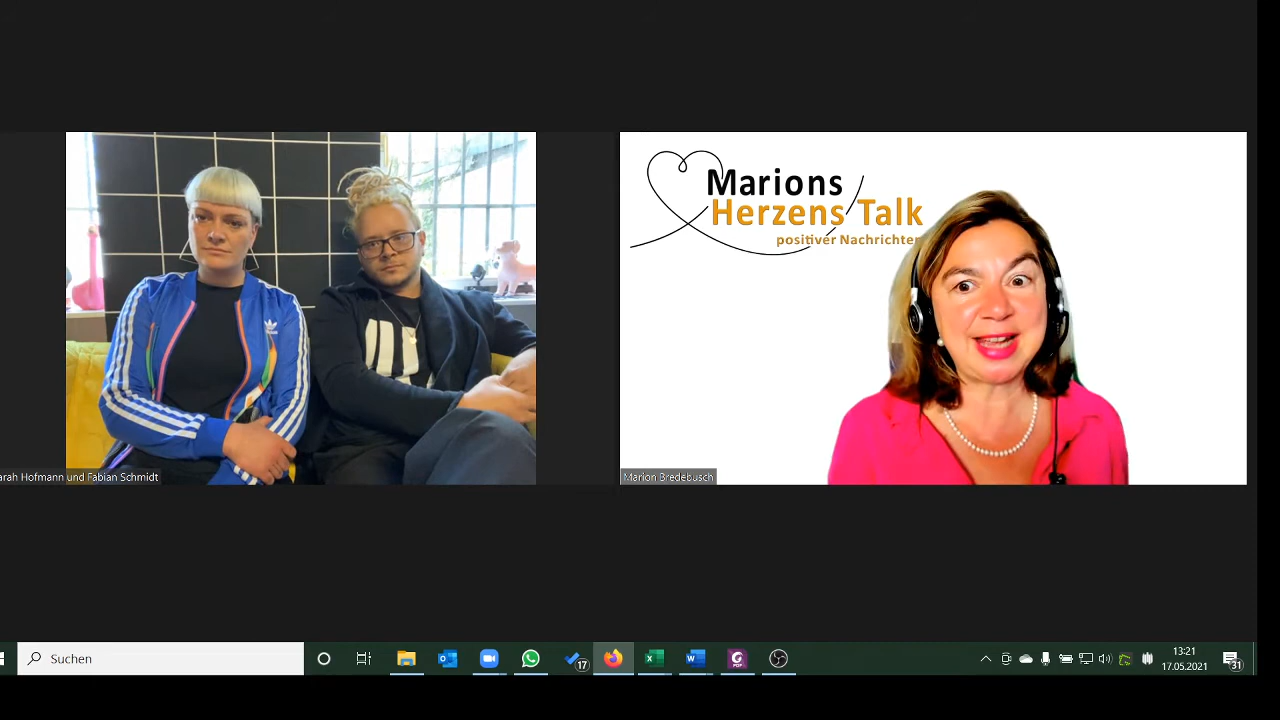 Marions
Herzens Talk
positiver Nachrichten
arah Hofmann und Fabian Schmidt
Marion Bredebusch
Suchen
17
13:21
17.05.2021
31